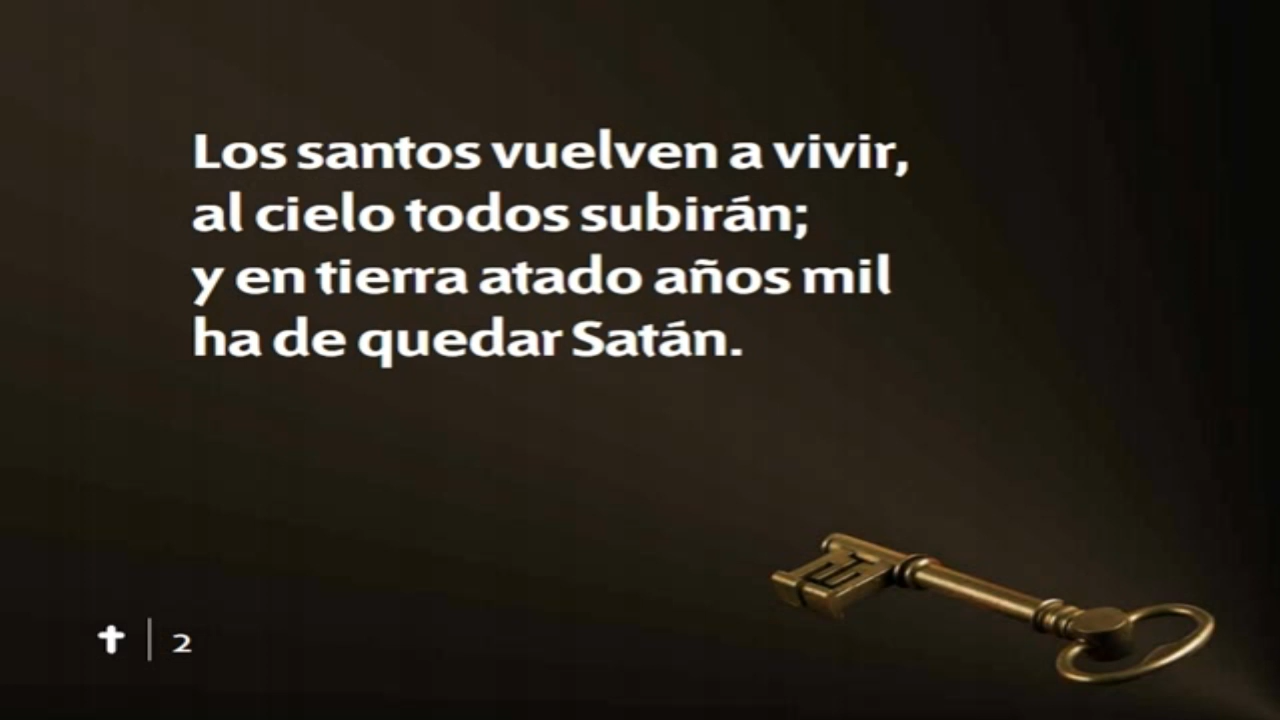 Los santos vuelven a vivir,
al cielo todos subirán;
y en tierra atado años mil
ha de quedar Satán.
2